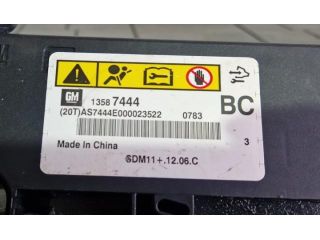 GM
1358 7444
BC
(20T)AS7444E000023522 0783
Made In China
3
SDM11+.12.06.C